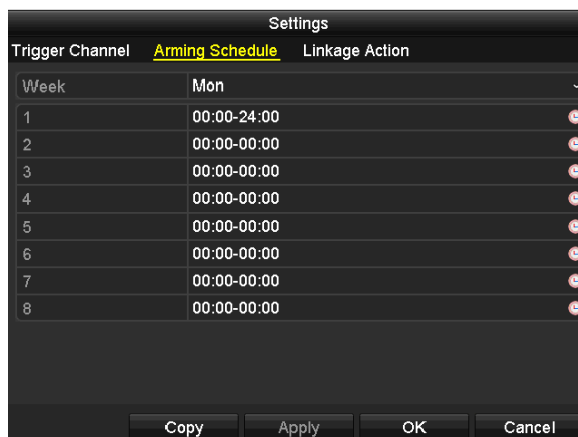 Settings
Trigger Channel Arming Schedule Linkage Action
Week Mon
1 00:00-24:00
2 00:00-00:00
3 00:00-00:00
4 00:00-00:00
5 00:00-00:00
6 00:00-00:00
7 00:00-00:00
8 00:00-00:00
Copy Apply OK Cancel